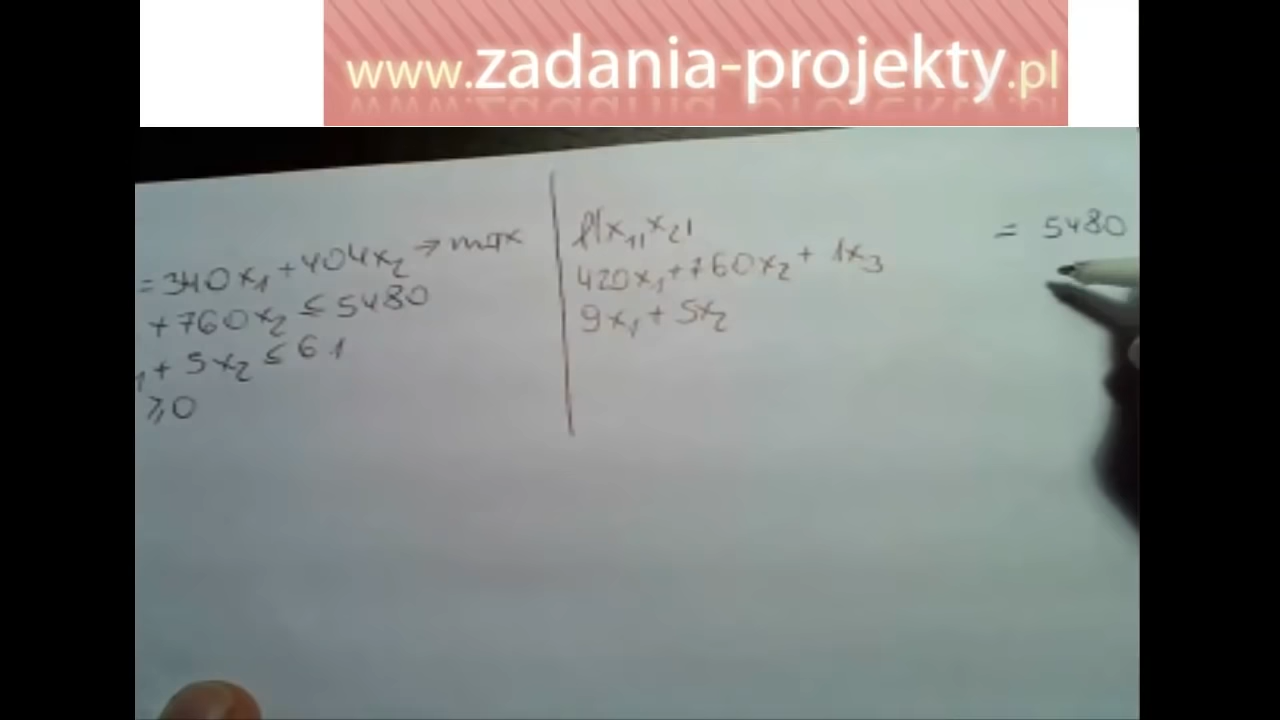 www.zadania-projekty.pl
= 340x₁ + 404x₂ → max
+ 760x₂ ≤ 5480
₁ + 5x₂ ≤ 61
≥ 0
f(x₁, x₂)
420x₁ + 760x₂ + 1x₃ = 5480
9x₁ + 5x₂